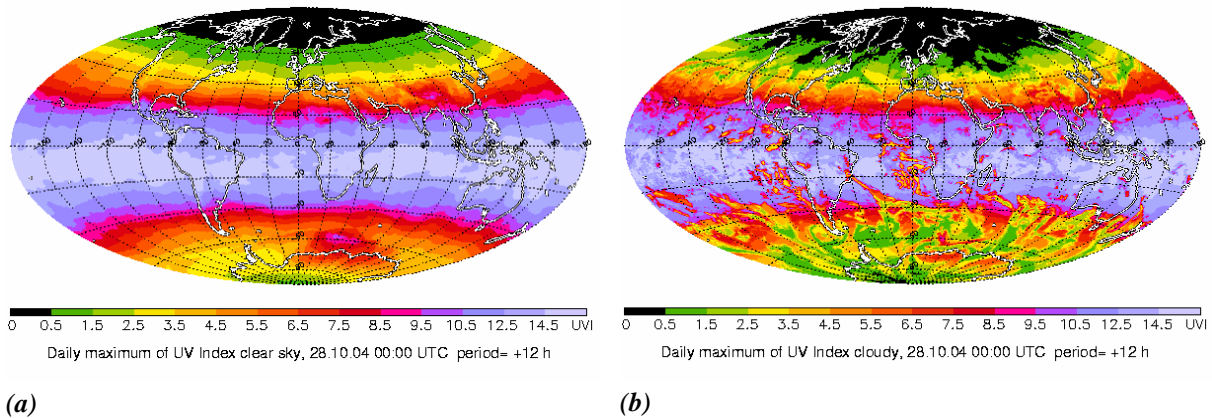 0 0.5 1.5 2.5 3.5 4.5 5.5 6.5 7.5 8.5 9.5 10.5 12.5 14.5 UVI
Daily maximum of UV Index clear sky, 28.10.04 00:00 UTC period= +12 h
(a)
0 0.5 1.5 2.5 3.5 4.5 5.5 6.5 7.5 8.5 9.5 10.5 12.5 14.5 UVI
Daily maximum of UV Index cloudy, 28.10.04 00:00 UTC period= +12 h
(b)